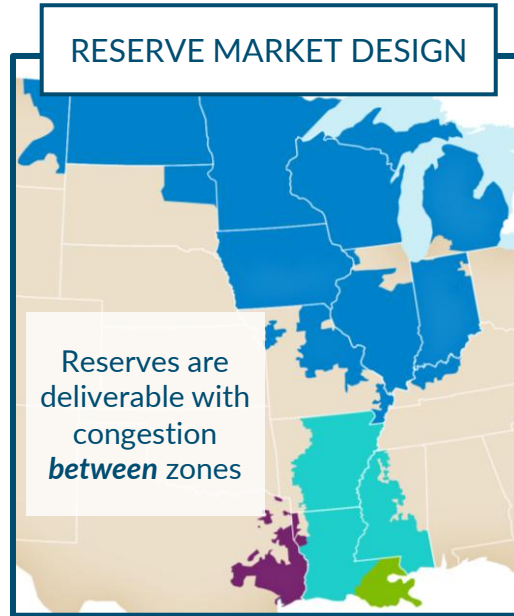 RESERVE MARKET DESIGN
Reserves are
deliverable with
congestion
between zones